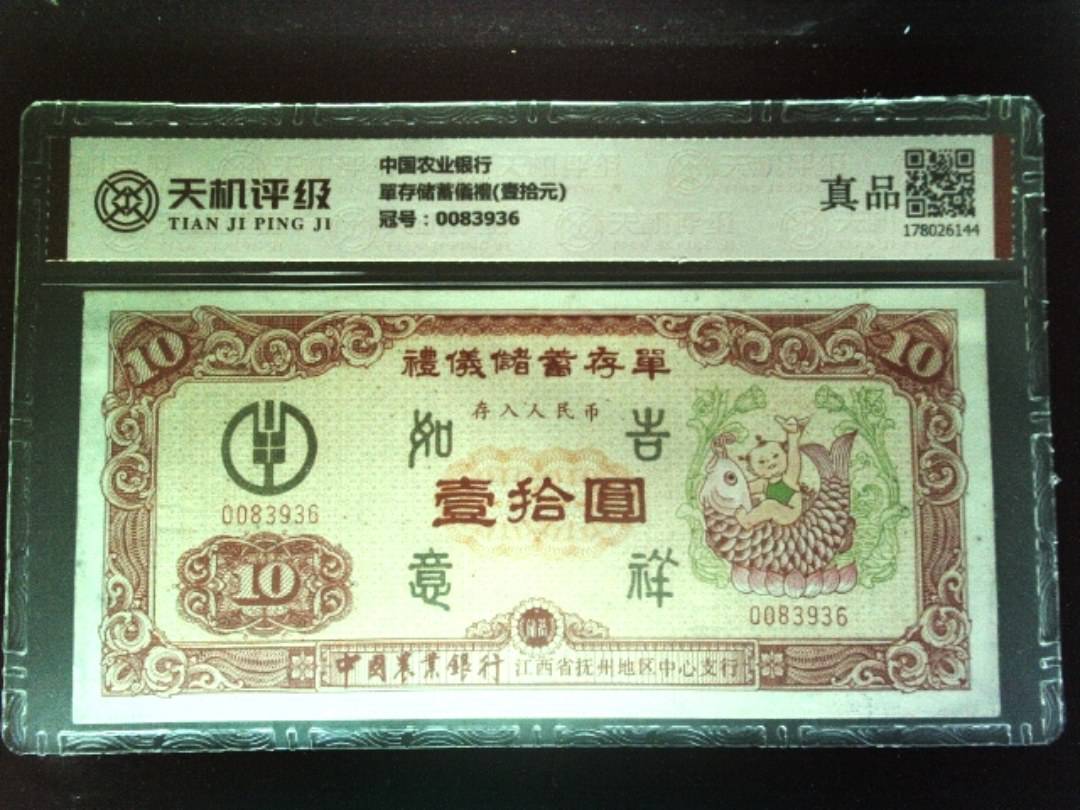 天机评级
TIAN JI PING JI
中国农业银行
單存储蓄儀禮(壹拾元)
冠号：0083936
真品
178026144
10
10
禮儀儲蓄存單
存入人民币
如 吉
壹拾圓
意 祥
0083936
10
0083936
中國农業銀行 江西省抚州地区中心支行